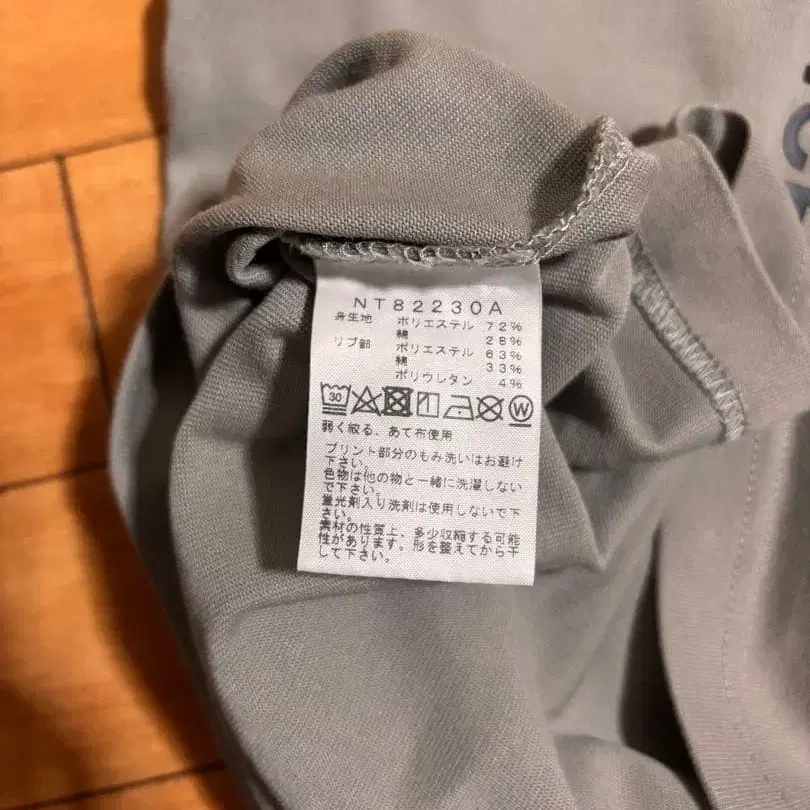 NT82230A
身生地 ポリエステル 72%
綿 28%
リブ部 ポリエステル 63%
綿 33%
ポリウレタン 4%
30 W
弱く絞る、あて布使用
プリント部分のもみ洗いはお避け
下さい。
色物は他の物と一緒に洗濯しない
で下さい。
蛍光剤入り洗剤は使用しないで下
さい。
素材の性質上、多少収縮する可能
性があります。形を整えてから干
して下さい。